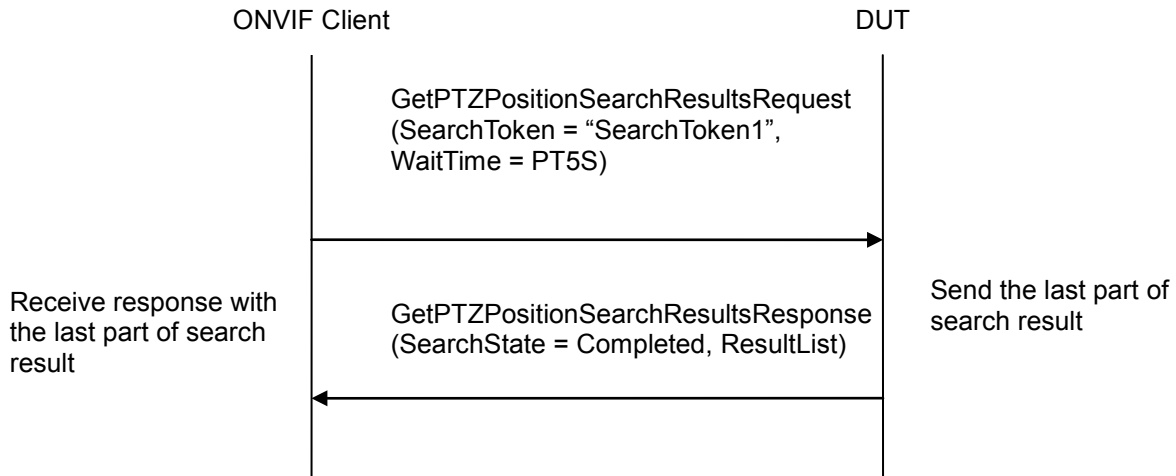 ONVIF Client
DUT
GetPTZPositionSearchResultsRequest
(SearchToken = “SearchToken1”,
WaitTime = PT5S)
Receive response with
the last part of search
result
GetPTZPositionSearchResultsResponse
(SearchState = Completed, ResultList)
Send the last part of
search result